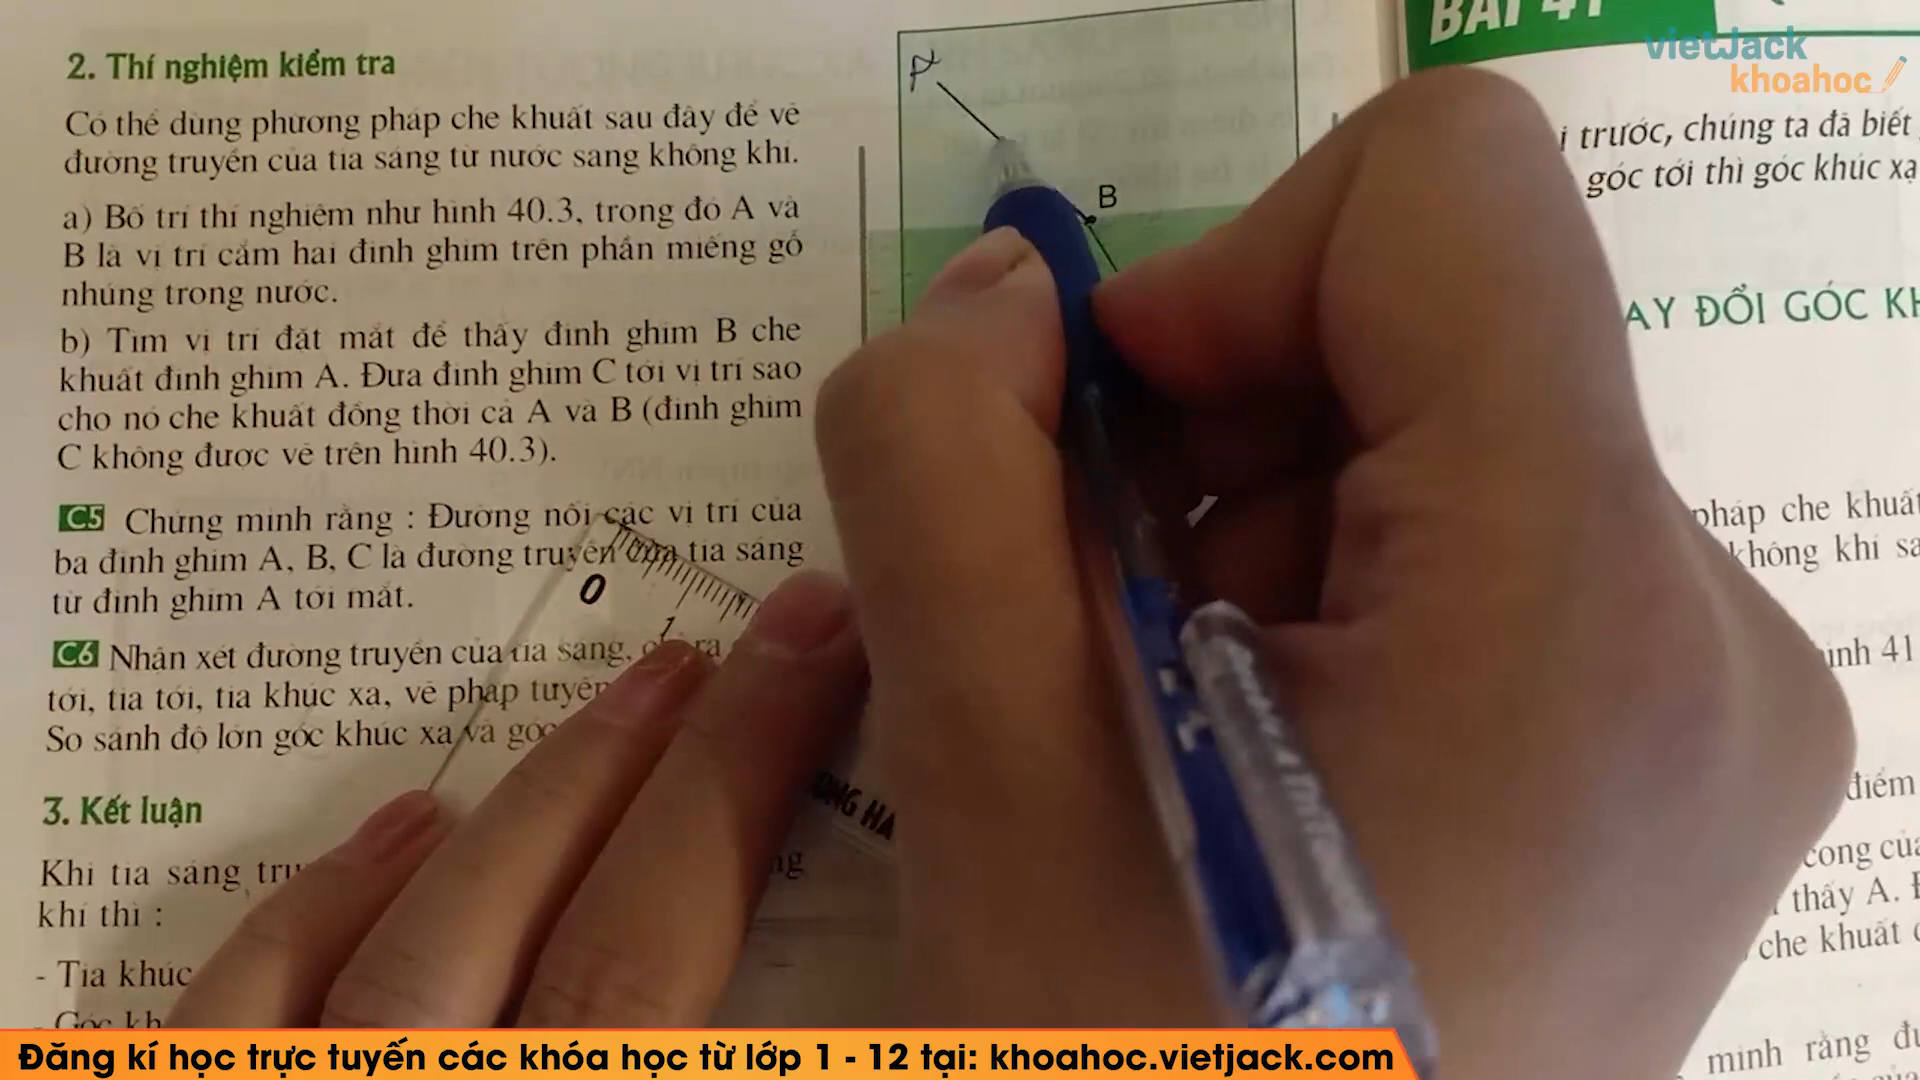 2. Thí nghiệm kiểm tra
Có thể dùng phương pháp che khuất sau đây để vẽ
đường truyền của tia sáng từ nước sang không khí.
a) Bố trí thí nghiệm như hình 40.3, trong đó A và
B là vị trí cắm hai đinh ghim trên phần miếng gỗ
nhúng trong nước.
b) Tìm vị trí đặt mắt để thấy đinh ghim B che
khuất đinh ghim A. Đưa đinh ghim C tới vị trí sao
cho nó che khuất đồng thời cả A và B (đinh ghim
C không được vẽ trên hình 40.3).
C5 Chứng minh rằng : Đường nối các vị trí của
ba đinh ghim A, B, C là đường truyền của tia sáng
từ đinh ghim A tới mắt.
C6 Nhận xét đường truyền của tia sáng,
tới, tia tới, tia khúc xạ, vẽ pháp tuyến
So sánh độ lớn góc khúc xạ và góc
3. Kết luận
Khi tia sáng
khí thì :
- Tia khúc
- Góc
B
0
1
BÀI 41
vietJack
khoahoc
trước, chúng ta đã biết
góc tới thì góc khúc xạ
ĐỔI GÓC
pháp che khuất
không khí
41
điểm
cong
thấy A.
che khuất
minh rằng
Đăng kí học trực tuyến các khóa học từ lớp 1 - 12 tại: khoahoc.vietjack.com